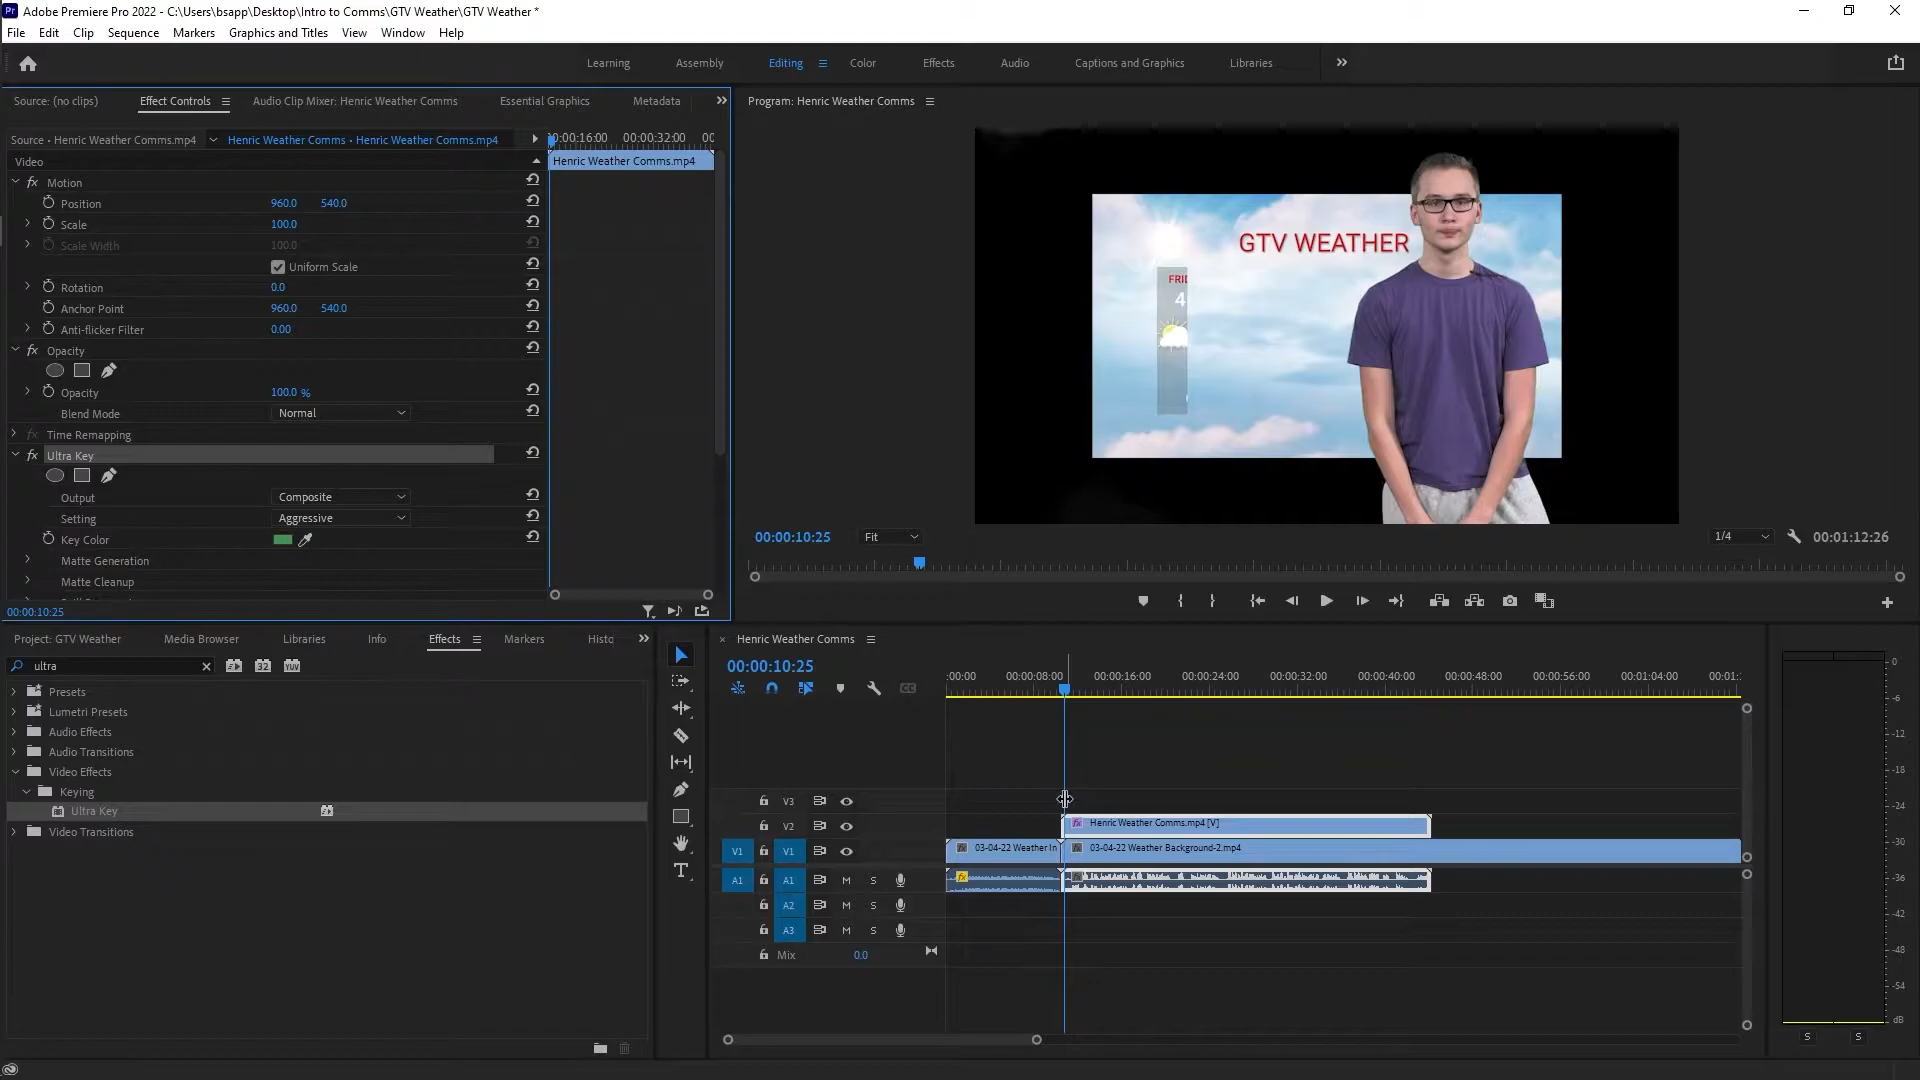 Pr Adobe Premiere Pro 2022 - C:\Users\bsapp\Desktop\Intro to Comms\GTV Weather\GTV Weather *
File Edit Clip Sequence Markers Graphics and Titles View Window Help
Learning Assembly Editing Color Effects Audio Captions and Graphics Libraries
Source: (no clips) Effect Controls Audio Clip Mixer: Henric Weather Comms Essential Graphics Metadata
Program: Henric Weather Comms
Source • Henric Weather Comms.mp4 Henric Weather Comms • Henric Weather Comms.mp4
00:00:16:00 00:00:32:00 00
Video
Henric Weather Comms.mp4
fx Motion
Position 960.0 540.0
Scale 100.0
Scale Width 100.0
Uniform Scale
Rotation 0.0
Anchor Point 960.0 540.0
Anti-flicker Filter 0.00
fx Opacity
Opacity 100.0 %
Blend Mode Normal
fx Time Remapping
fx Ultra Key
Output Composite
Setting Aggressive
Key Color
Matte Generation
Matte Cleanup
00:00:10:25
GTV WEATHER
FRID
4
00:00:10:25 Fit 1/4 00:01:12:26
Project: GTV Weather Media Browser Libraries Info Effects Markers Histo
ultra
32 YUV
Presets
Lumetri Presets
Audio Effects
Audio Transitions
Video Effects
Keying
Ultra Key
Video Transitions
Henric Weather Comms
00:00:10:25
:00:00 00:00:08:00 00:00:16:00 00:00:24:00 00:00:32:00 00:00:40:00 00:00:48:00 00:00:56:00 00:01:04:00 00:01:
CC
T
V3
V2 fx Henric Weather Comms.mp4 [V]
V1 V1 fx 03-04-22 Weather In fx 03-04-22 Weather Background-2.mp4
A1 A1 M S fx
A2 M S
A3 M S
Mix 0.0
0
-6
-12
-18
-24
-30
-36
-42
-48
-54
dB
S S